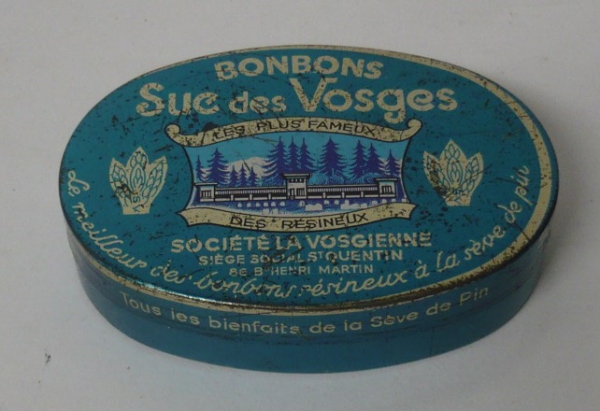 BONBONS
Suc des Vosges
LES PLUS FAMEUX
DES RÉSINEUX
SOCIÉTÉ LA VOSGIENNE
SIÈGE SOCIAL ST QUENTIN
86 B. HENRI MARTIN
Le meilleur des bonbons résineux à la sève de pin
Tous les bienfaits de la Sève de Pin